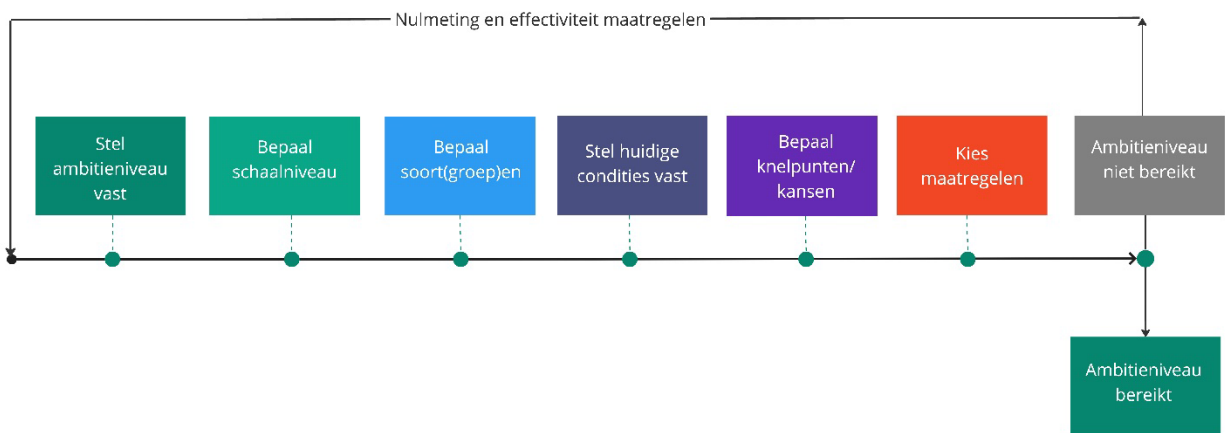 Nulmeting en effectiviteit maatregelen
Stel
ambitieniveau
vast
Bepaal
schaalniveau
Bepaal
soort(groep)en
Stel huidige
condities vast
Bepaal
knelpunten/
kansen
Kies
maatregelen
Ambitieniveau
niet bereikt
Ambitieniveau
bereikt